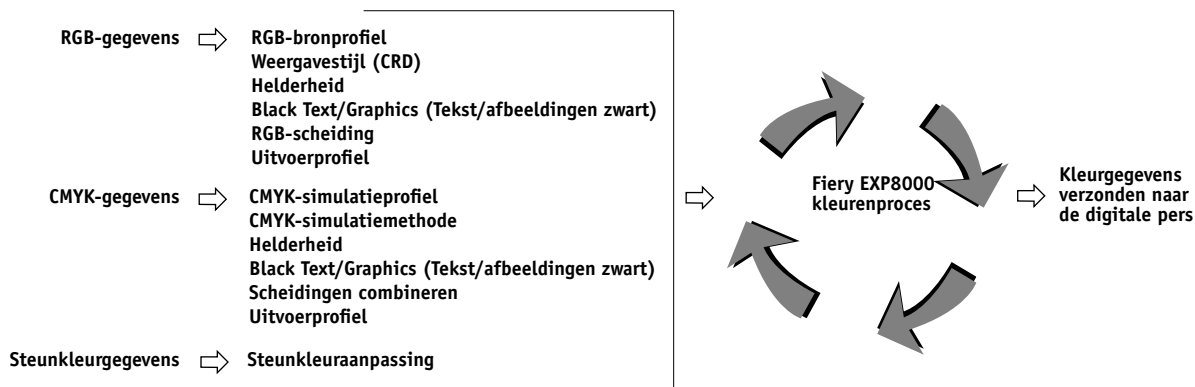 RGB-gegevens
RGB-bronprofiel
Weergavestijl (CRD)
Helderheid
Black Text/Graphics (Tekst/afbeeldingen zwart)
RGB-scheiding
Uitvoerprofiel
CMYK-gegevens
CMYK-simulatieprofiel
CMYK-simulatiemethode
Helderheid
Black Text/Graphics (Tekst/afbeeldingen zwart)
Scheidingen combineren
Uitvoerprofiel
Steunkleurgegevens
Steunkleuraanpassing
Fiery EXP8000
kleurenproces
Kleurgegevens
verzonden naar
de digitale pers